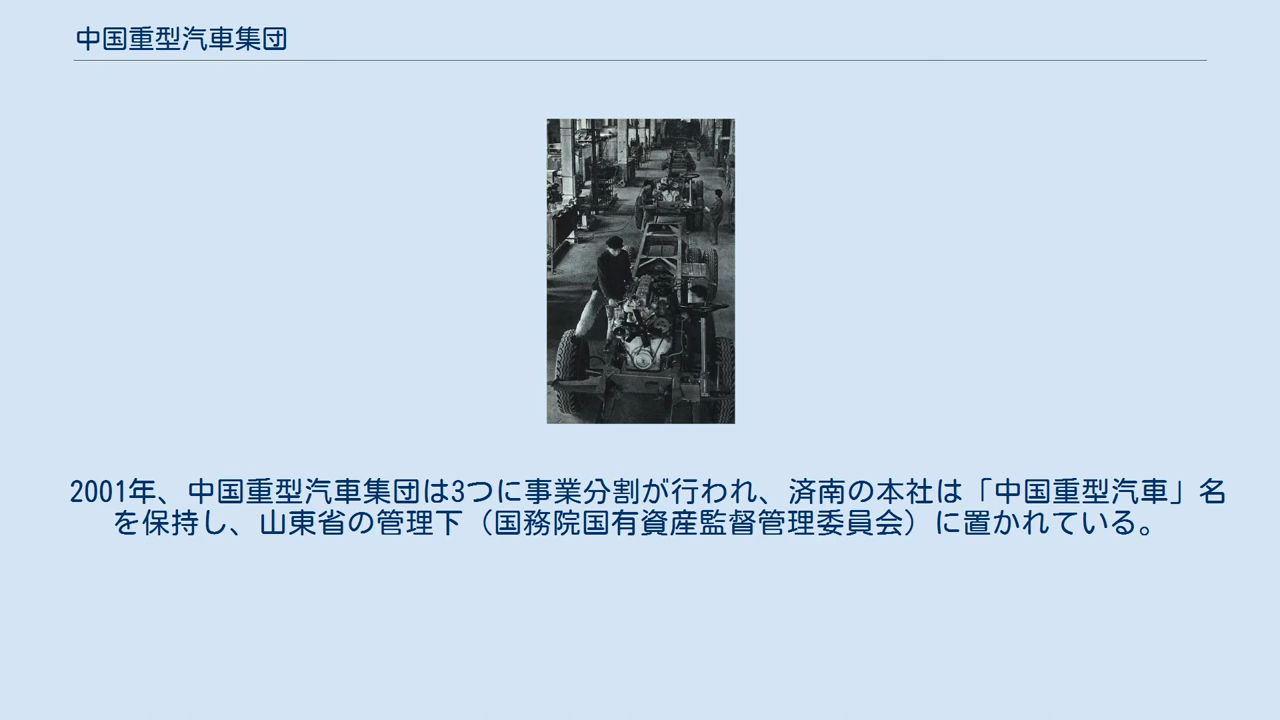 中国重型汽車集団
2001年、中国重型汽車集団は3つに事業分割が行われ、済南の本社は「中国重型汽車」名
を保持し、山東省の管理下（国務院国有資産監督管理委員会）に置かれている。